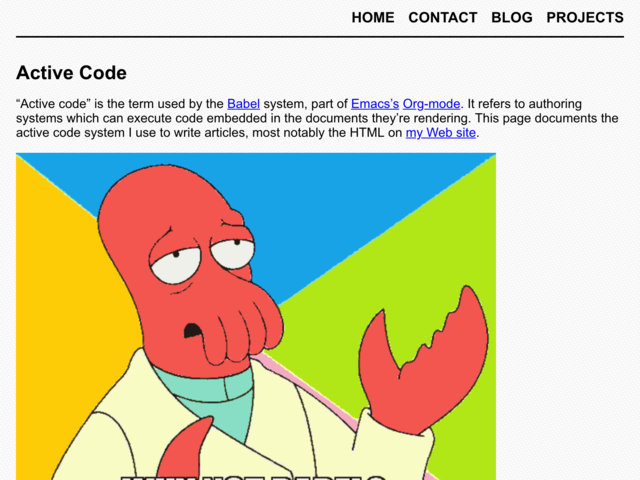 HOME CONTACT BLOG PROJECTS
Active Code
“Active code” is the term used by the Babel system, part of Emacs’s Org-mode. It refers to authoring
systems which can execute code embedded in the documents they’re rendering. This page documents the
active code system I use to write articles, most notably the HTML on my Web site.